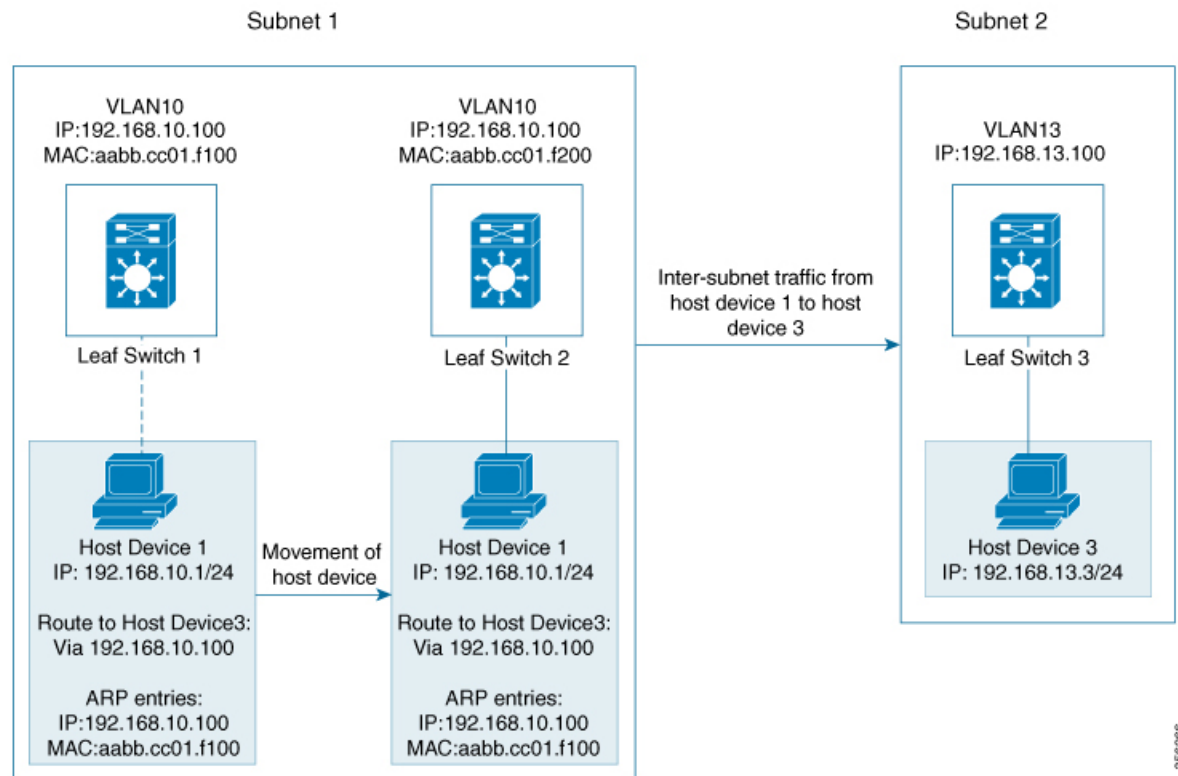 Subnet 1
Subnet 2
VLAN10
IP:192.168.10.100
MAC:aabb.cc01.f100
VLAN10
IP:192.168.10.100
MAC:aabb.cc01.f200
VLAN13
IP:192.168.13.100
Leaf Switch 1
Leaf Switch 2
Inter-subnet traffic from
host device 1 to host
device 3
Leaf Switch 3
Host Device 1
IP: 192.168.10.1/24
Route to Host Device3:
Via 192.168.10.100
ARP entries:
IP:192.168.10.100
MAC:aabb.cc01.f100
Movement of
host device
Host Device 1
IP: 192.168.10.1/24
Route to Host Device3:
Via 192.168.10.100
ARP entries:
IP:192.168.10.100
MAC:aabb.cc01.f100
Host Device 3
IP: 192.168.13.3/24